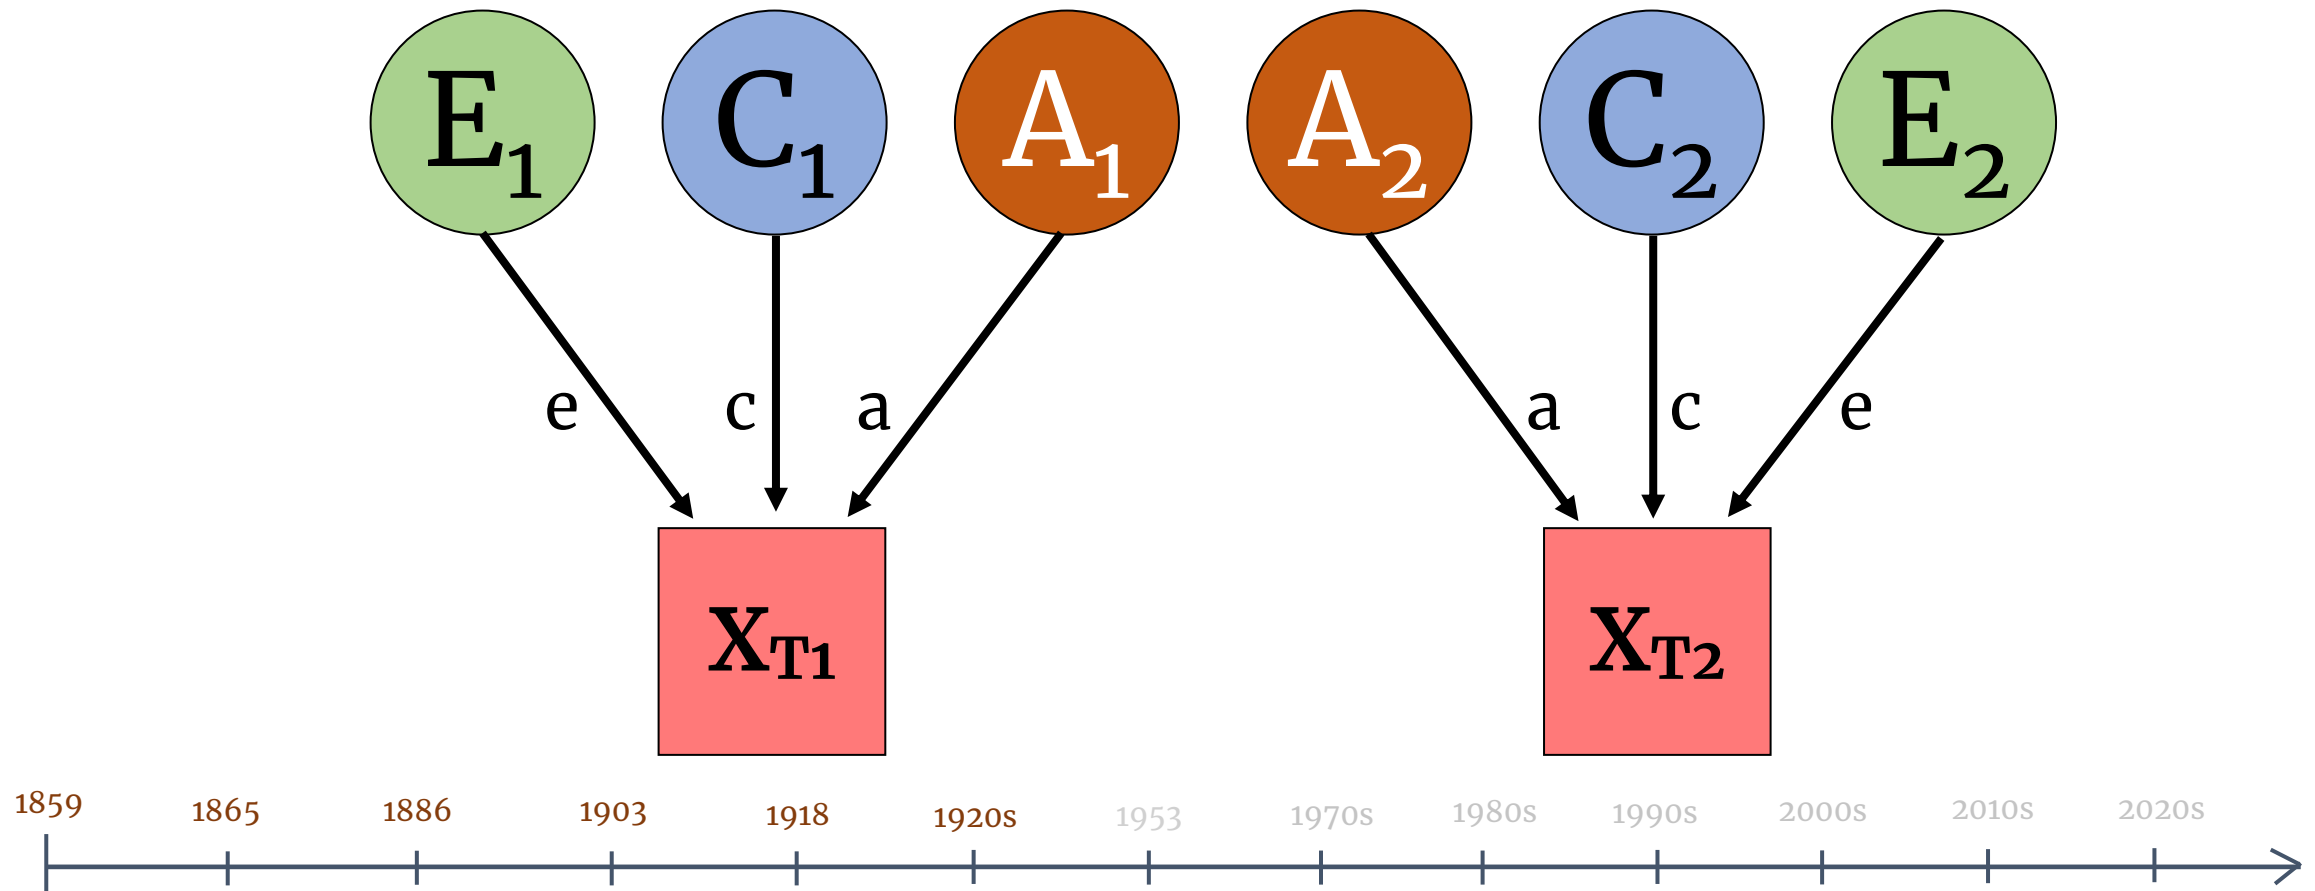 E1 C1 A1 A2 C2 E2
e c a a c e
XT1 XT2
1859 1865 1886 1903 1918 1920s 1953 1970s 1980s 1990s 2000s 2010s 2020s